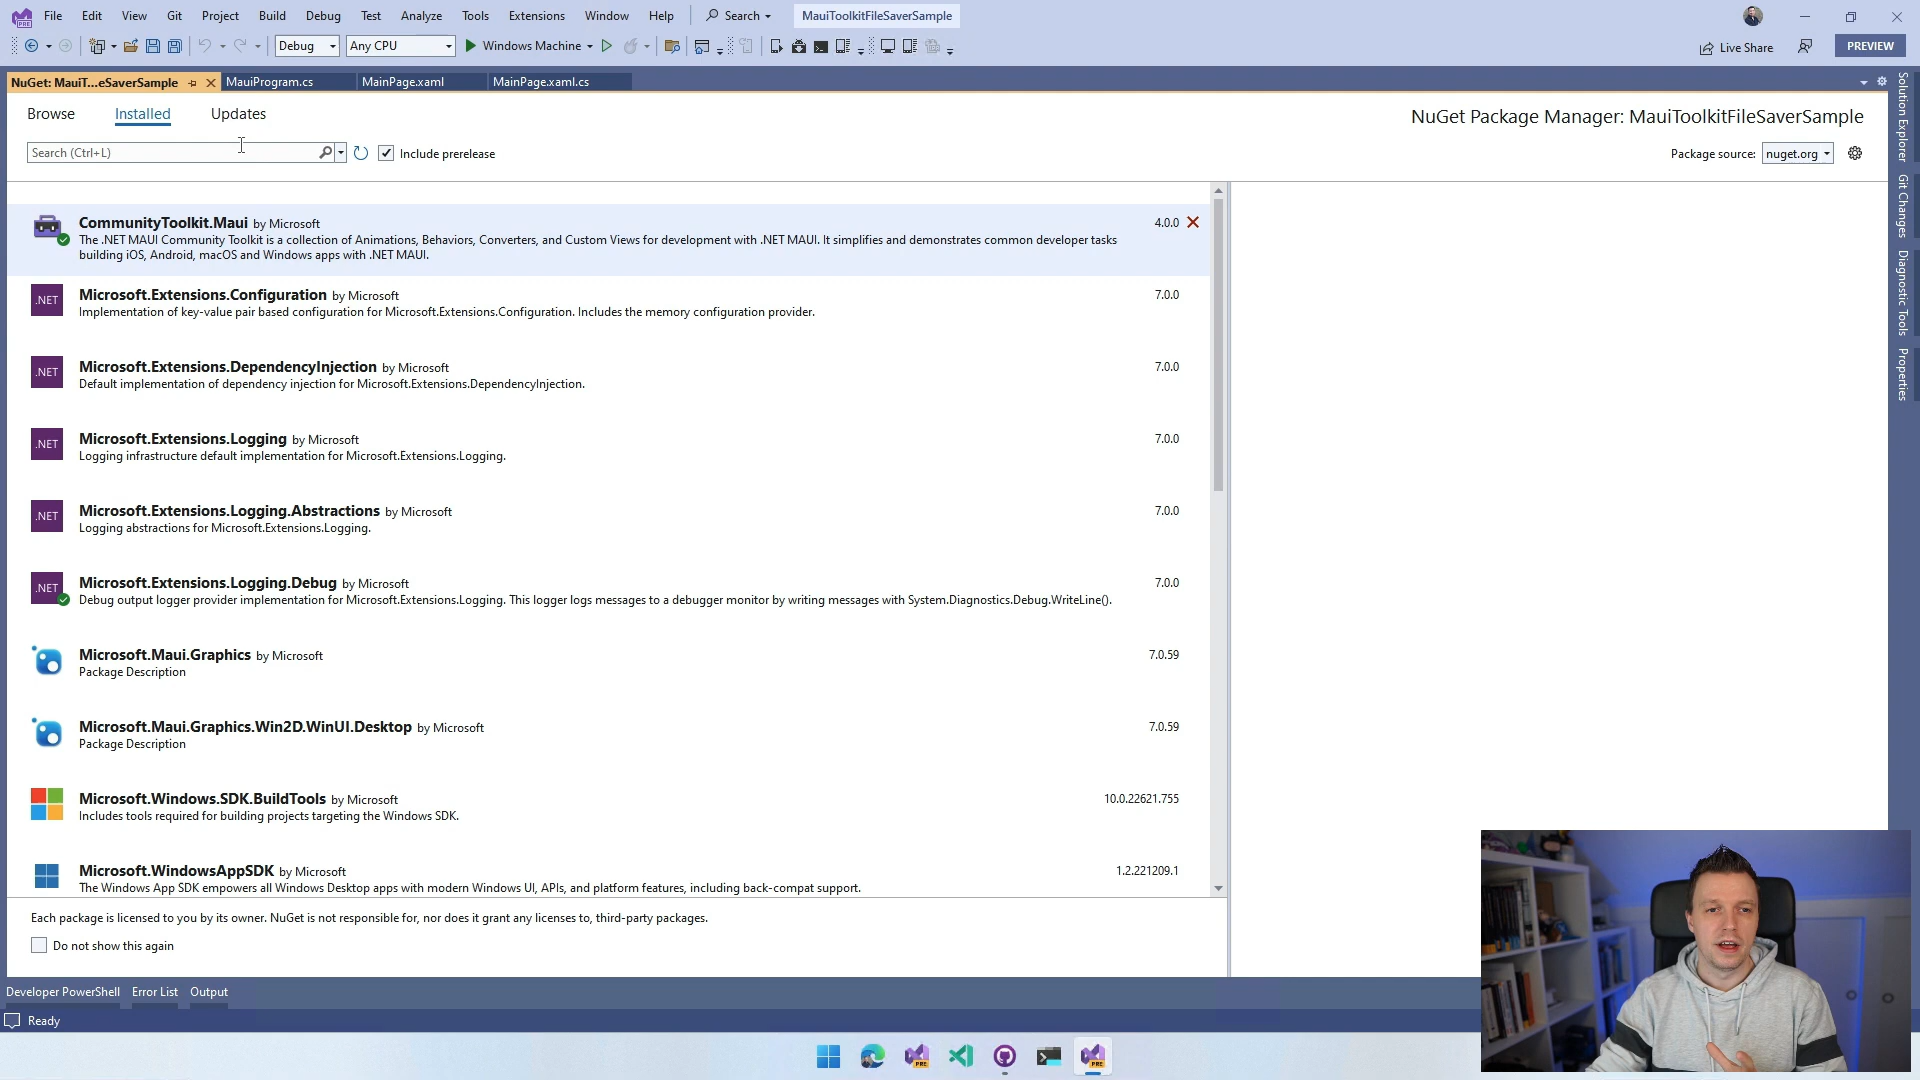 File Edit View Git Project Build Debug Test Analyze Tools Extensions Window Help Search MauiToolkitFileSaverSample
Debug Any CPU Windows Machine Live Share PREVIEW
NuGet: MauiT...eSaverSample MauiProgram.cs MainPage.xaml MainPage.xaml.cs
Browse Installed Updates
NuGet Package Manager: MauiToolkitFileSaverSample
Search (Ctrl+L) Include prerelease Package source: nuget.org
CommunityToolkit.Maui by Microsoft 4.0.0
The .NET MAUI Community Toolkit is a collection of Animations, Behaviors, Converters, and Custom Views for development with .NET MAUI. It simplifies and demonstrates common developer tasks
building iOS, Android, macOS and Windows apps with .NET MAUI.
.NET Microsoft.Extensions.Configuration by Microsoft 7.0.0
Implementation of key-value pair based configuration for Microsoft.Extensions.Configuration. Includes the memory configuration provider.
.NET Microsoft.Extensions.DependencyInjection by Microsoft 7.0.0
Default implementation of dependency injection for Microsoft.Extensions.DependencyInjection.
.NET Microsoft.Extensions.Logging by Microsoft 7.0.0
Logging infrastructure default implementation for Microsoft.Extensions.Logging.
.NET Microsoft.Extensions.Logging.Abstractions by Microsoft 7.0.0
Logging abstractions for Microsoft.Extensions.Logging.
.NET Microsoft.Extensions.Logging.Debug by Microsoft 7.0.0
Debug output logger provider implementation for Microsoft.Extensions.Logging. This logger logs messages to a debugger monitor by writing messages with System.Diagnostics.Debug.WriteLine().
Microsoft.Maui.Graphics by Microsoft 7.0.59
Package Description
Microsoft.Maui.Graphics.Win2D.WinUI.Desktop by Microsoft 7.0.59
Package Description
Microsoft.Windows.SDK.BuildTools by Microsoft 10.0.22621.755
Includes tools required for building projects targeting the Windows SDK.
Microsoft.WindowsAppSDK by Microsoft 1.2.221209.1
The Windows App SDK empowers all Windows Desktop apps with modern Windows UI, APIs, and platform features, including back-compat support.
Each package is licensed to you by its owner. NuGet is not responsible for, nor does it grant any licenses to, third-party packages.
Do not show this again
Solution Explorer
Git Changes
Diagnostic Tools
Properties
Developer PowerShell Error List Output
Ready
PRE PRE